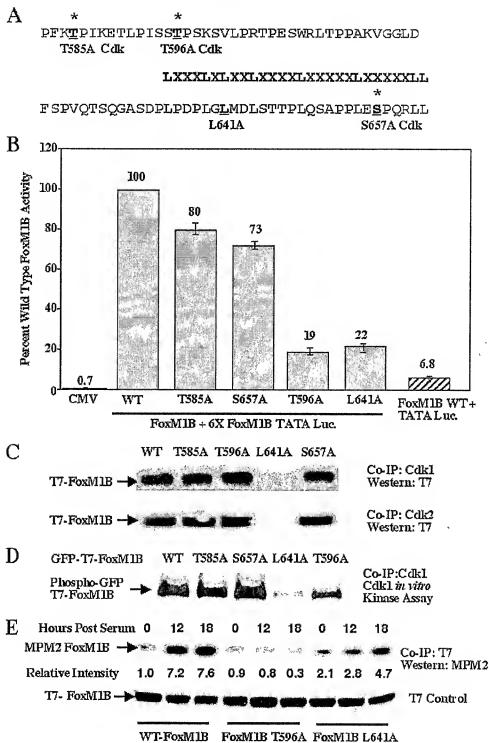 A
* *
PFKTPIKETLPISSTPSKSVLPRTPESWRLTPPAKVGGLD
T585A Cdk T596A Cdk
LXXXLXLXXLXXXXLXXXXLXXXXLXXXXXLL
*
FSPVQTSQGASDPLPDPLGLMDLSTTPLQSAPPLESPQRLL
L641A S657A Cdk
B
Percent Wild Type FoxM1B Activity
120
100
80
60
40
20
0
0.7
100
80
73
19
22
6.8
CMV WT T585A S657A T596A L641A FoxM1B WT+
TATA Luc.
FoxM1B + 6X FoxM1B TATA Luc.
C
WT T585A T596A L641A S657A
T7-FoxM1B
Co-IP: Cdk1
Western: T7
T7-FoxM1B
Co-IP: Cdk2
Western: T7
D
GFP-T7-FoxM1B WT T585A S657A L641A T596A
Phospho-GFP
T7-FoxM1B
Co-IP:Cdk1
Cdk1 in vitro
Kinase Assay
E
Hours Post Serum 0 12 18 0 12 18 0 12 18
MPM2 FoxM1B
Co-IP: T7
Western: MPM2
Relative Intensity 1.0 7.2 7.6 0.9 0.8 0.3 2.1 2.8 4.7
T7- FoxM1B
T7 Control
WT-FoxM1B FoxM1B T596A FoxM1B L641A